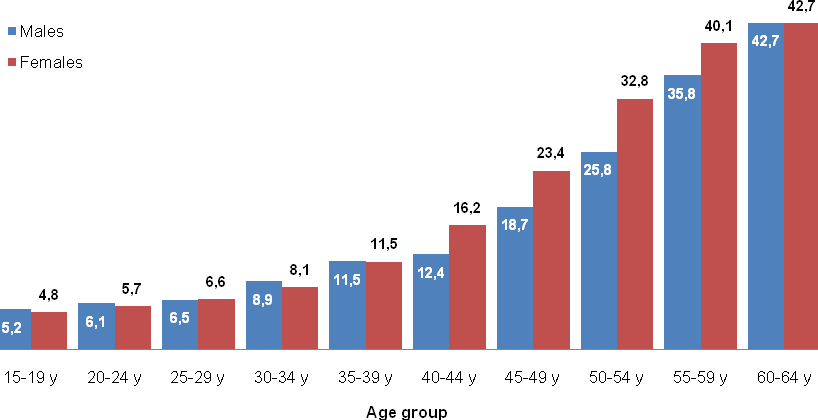 Males
Females
5,2 4,8 6,1 5,7 6,5 6,6 8,9 8,1 11,5 11,5 12,4 16,2 18,7 23,4 25,8 32,8 35,8 40,1 42,7 42,7
15-19 y 20-24 y 25-29 y 30-34 y 35-39 y 40-44 y 45-49 y 50-54 y 55-59 y 60-64 y
Age group